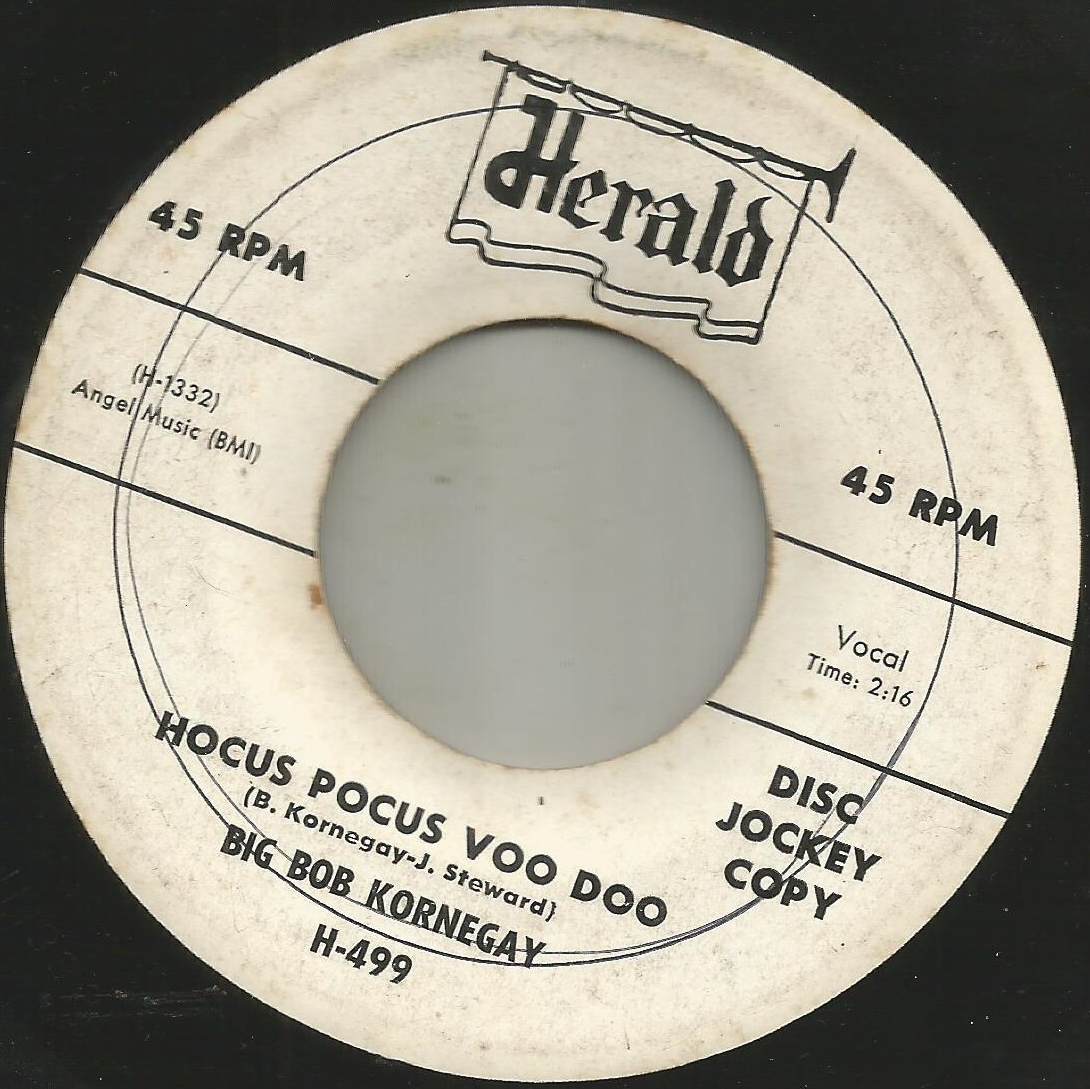 Herald
45 RPM
(H-1332)
Angel Music (BMI)
45 RPM
Vocal
Time: 2:16
HOCUS POCUS VOO DOO
(B. Kornegay-J. Steward)
BIG BOB KORNEGAY
H-499
DISC
JOCKEY
COPY